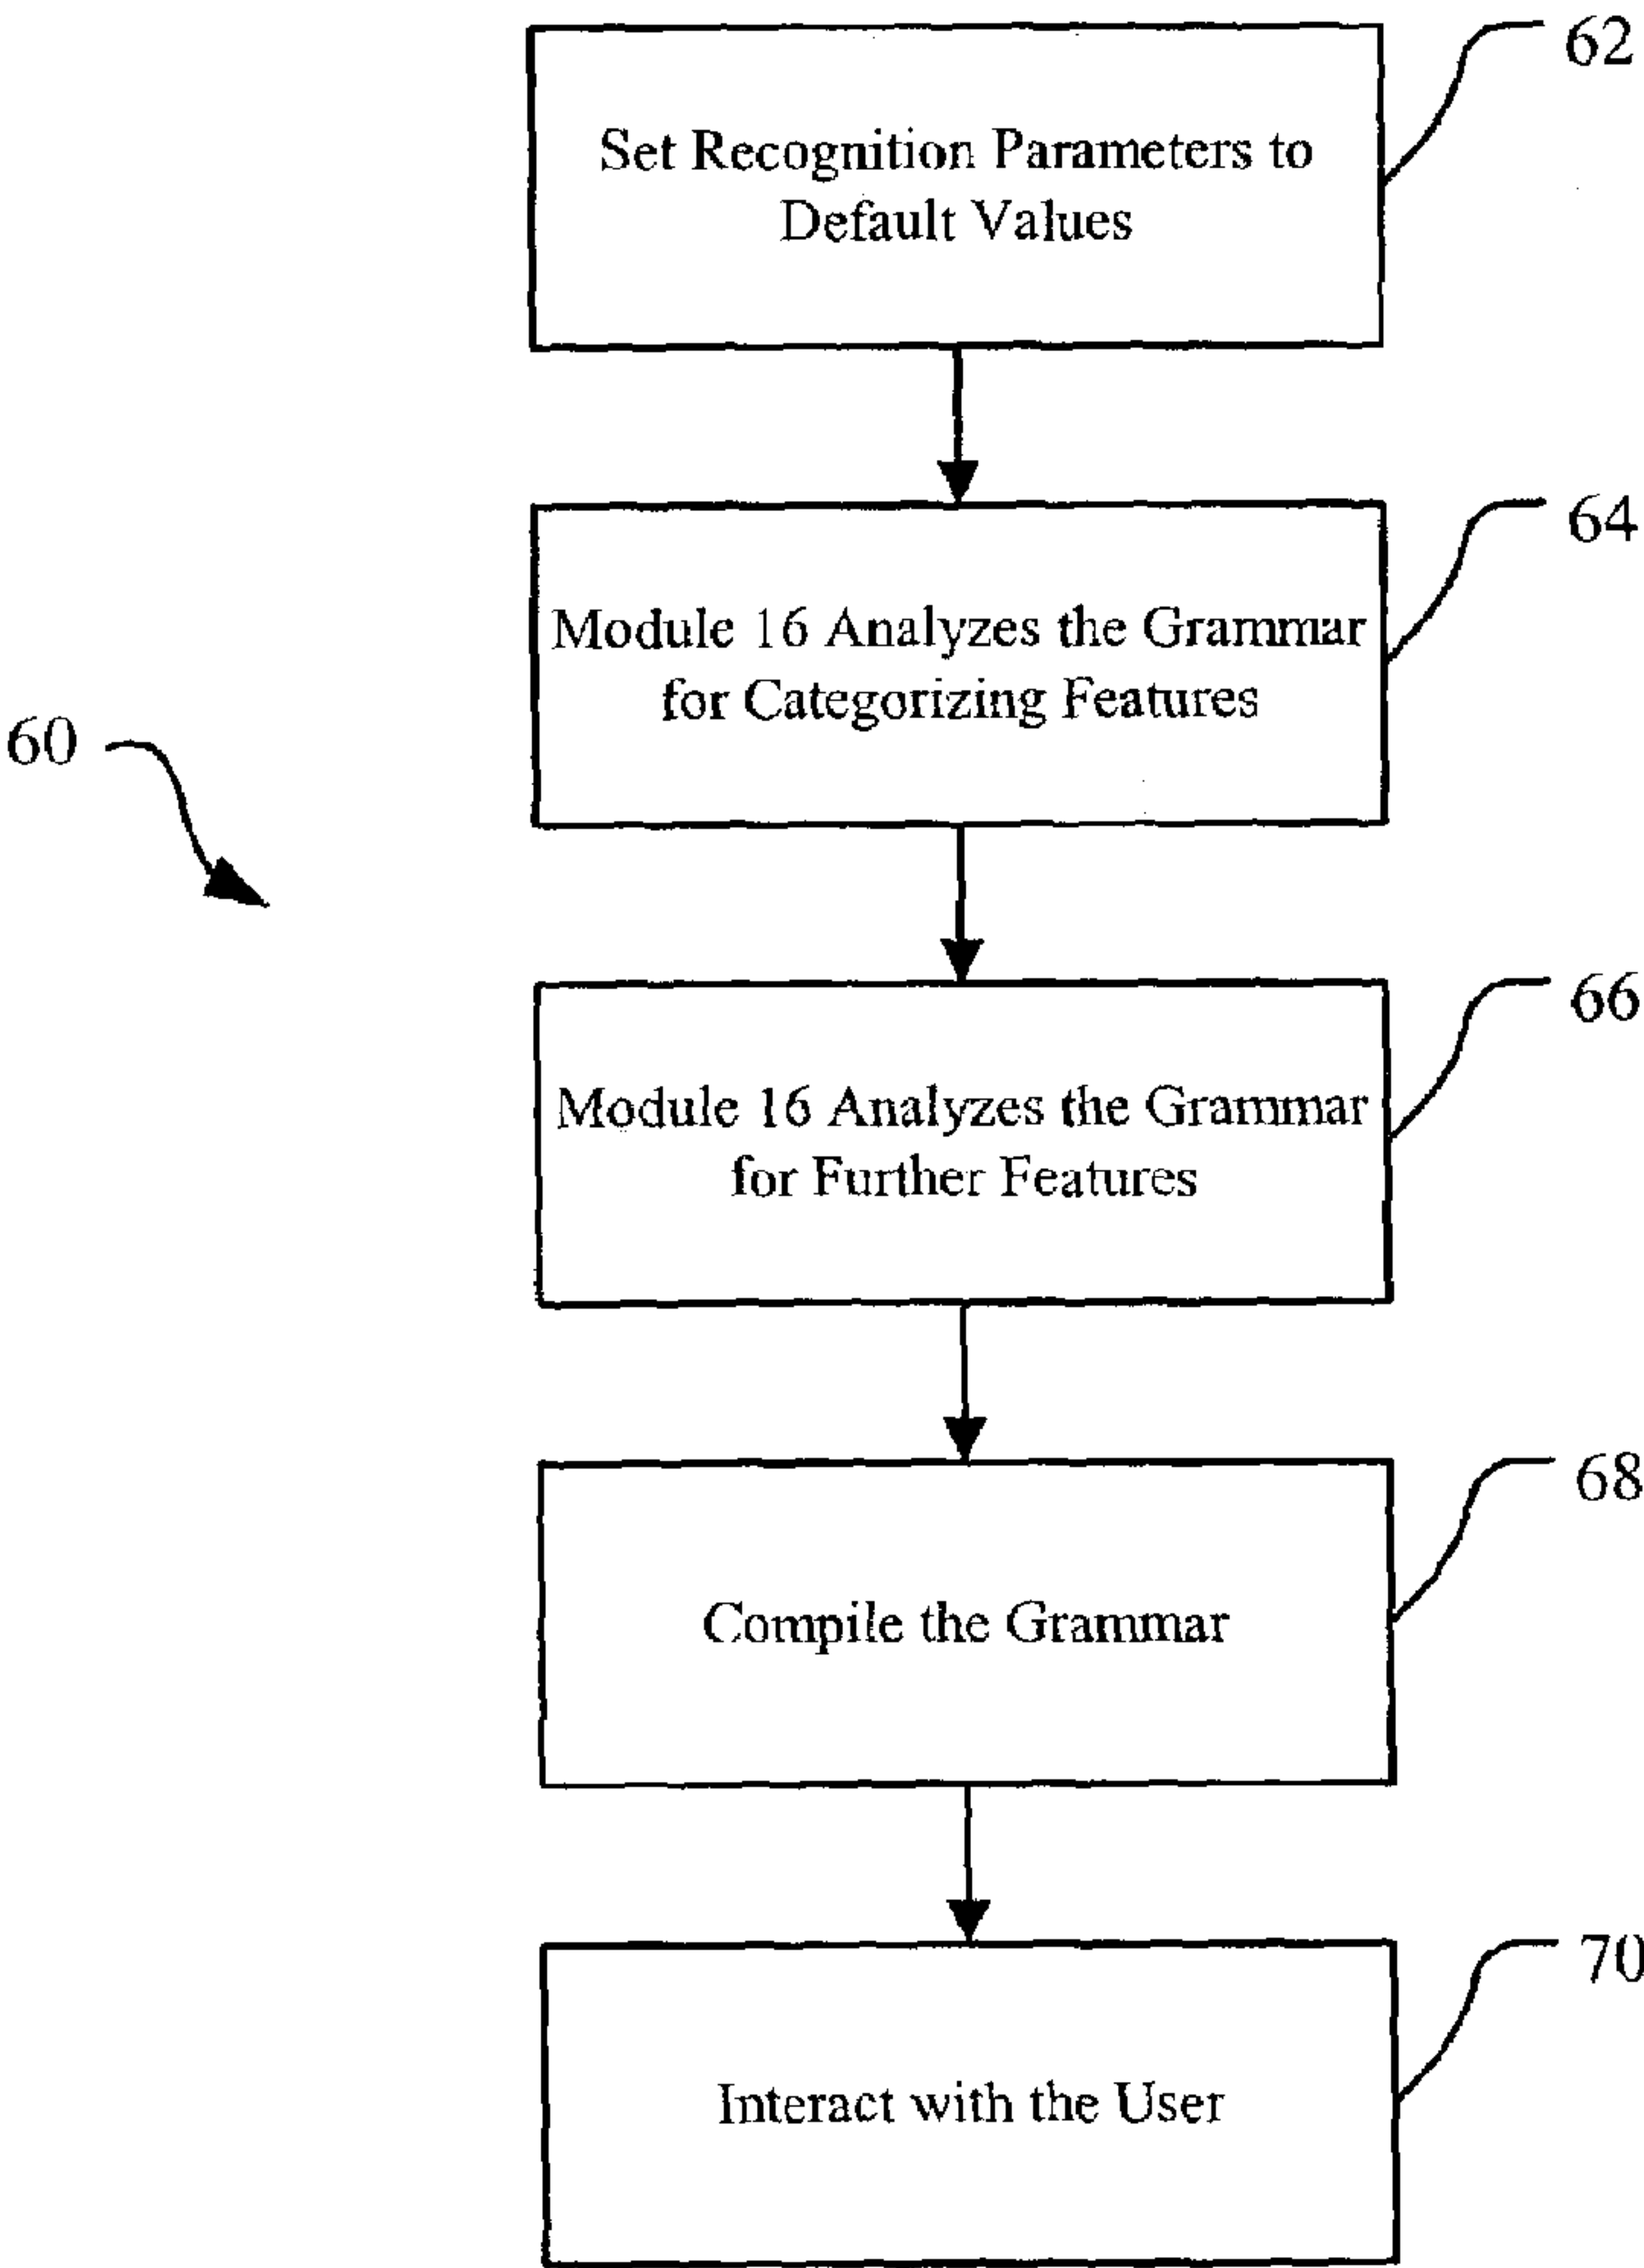 62
Set Recognition Parameters to
Default Values
64
Module 16 Analyzes the Grammar
for Categorizing Features
60
66
Module 16 Analyzes the Grammar
for Further Features
68
Compile the Grammar
70
Interact with the User